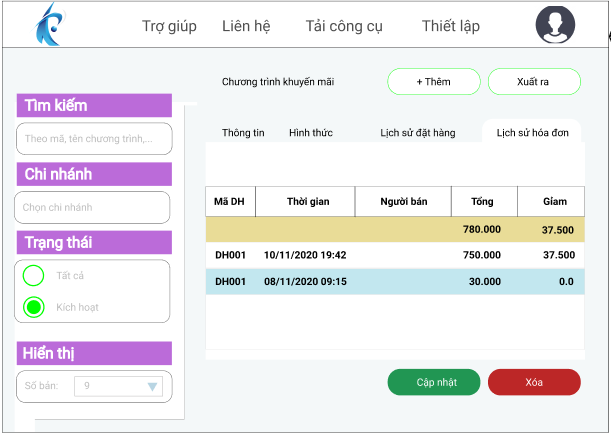 Trợ giúp Liên hệ Tải công cụ Thiết lập
Chương trình khuyến mãi + Thêm Xuất ra
Tìm kiếm
Theo mã, tên chương trình,...
Chi nhánh
Chọn chi nhánh
Trạng thái
Tất cả
Kích hoạt
Hiển thị
Số bản: 9
Thông tin Hình thức Lịch sử đặt hàng Lịch sử hóa đơn
Mã DH Thời gian Người bán Tổng Giam
780.000 37.500
DH001 10/11/2020 19:42 750.000 37.500
DH001 08/11/2020 09:15 30.000 0.0
Cập nhật Xóa